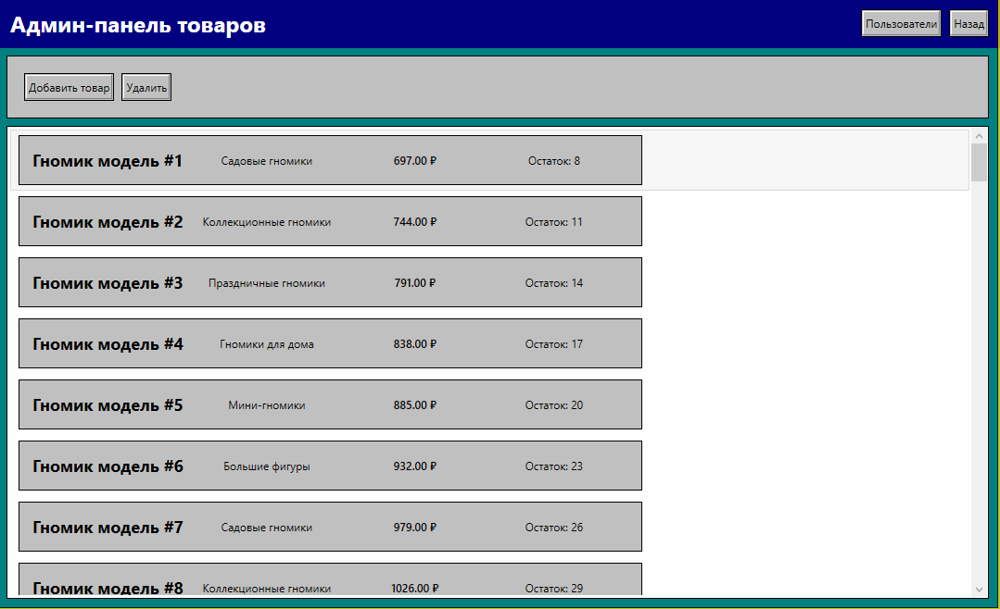 Админ-панель товаров
Пользователи Назад
Добавить товар Удалить
Гномик модель #1 Садовые гномики 697.00 ₽ Остаток: 8
Гномик модель #2 Коллекционные гномики 744.00 ₽ Остаток: 11
Гномик модель #3 Праздничные гномики 791.00 ₽ Остаток: 14
Гномик модель #4 Гномики для дома 838.00 ₽ Остаток: 17
Гномик модель #5 Мини-гномики 885.00 ₽ Остаток: 20
Гномик модель #6 Большие фигуры 932.00 ₽ Остаток: 23
Гномик модель #7 Садовые гномики 979.00 ₽ Остаток: 26
Гномик модель #8 Коллекционные гномики 1026.00 ₽ Остаток: 29